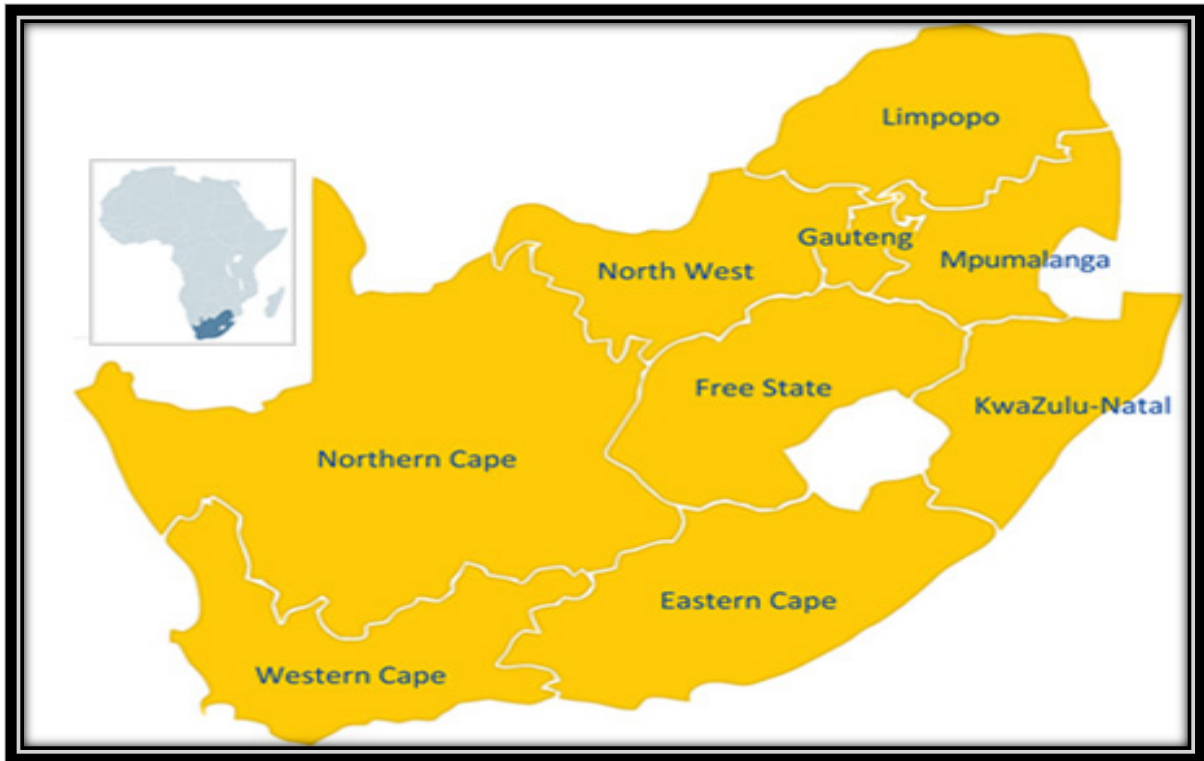 Limpopo
Gauteng
North West
Mpumalanga
Free State
KwaZulu-Natal
Northern Cape
Eastern Cape
Western Cape